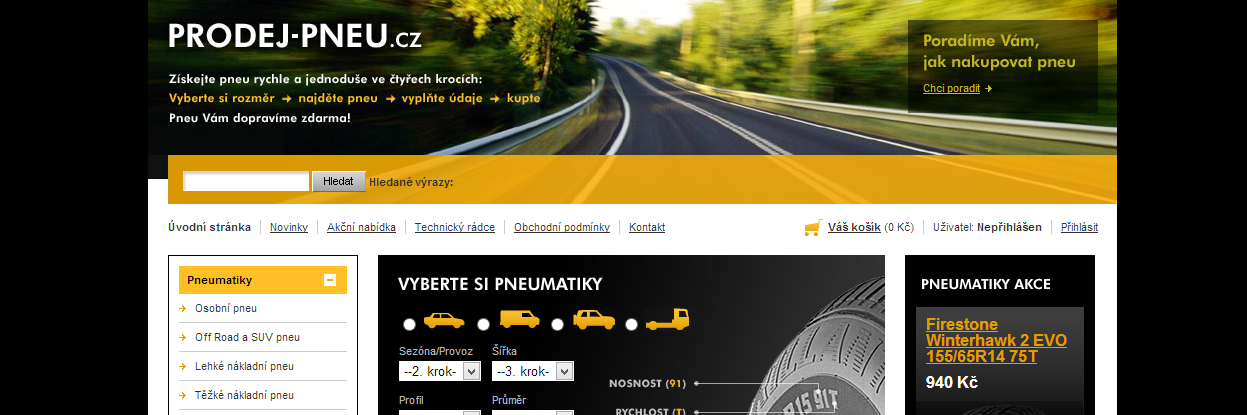 PRODEJ-PNEU.CZ
Získejte pneu rychle a jednoduše ve čtyřech krocích:
Vyberte si rozměr → najděte pneu → vyplňte údaje → kupte
Pneu Vám dopravíme zdarma!
Poradíme Vám,
jak nakupovat pneu
Chci poradit
Hledat Hledané výrazy:
Úvodní stránka Novinky Akční nabídka Technický rádce Obchodní podmínky Kontakt Váš košík (0 Kč) Uživatel: Nepřihlášen Přihlásit
Pneumatiky
Osobní pneu
Off Road a SUV pneu
Lehké nákladní pneu
Těžké nákladní pneu
VYBERTE SI PNEUMATIKY
Sezóna/Provoz Šířka
--2. krok- --3. krok-
Profil Průměr
NOSNOST (91)
RYCHLOST (T)
R15 91T
PNEUMATIKY AKCE
Firestone
Winterhawk 2 EVO
155/65R14 75T
940 Kč